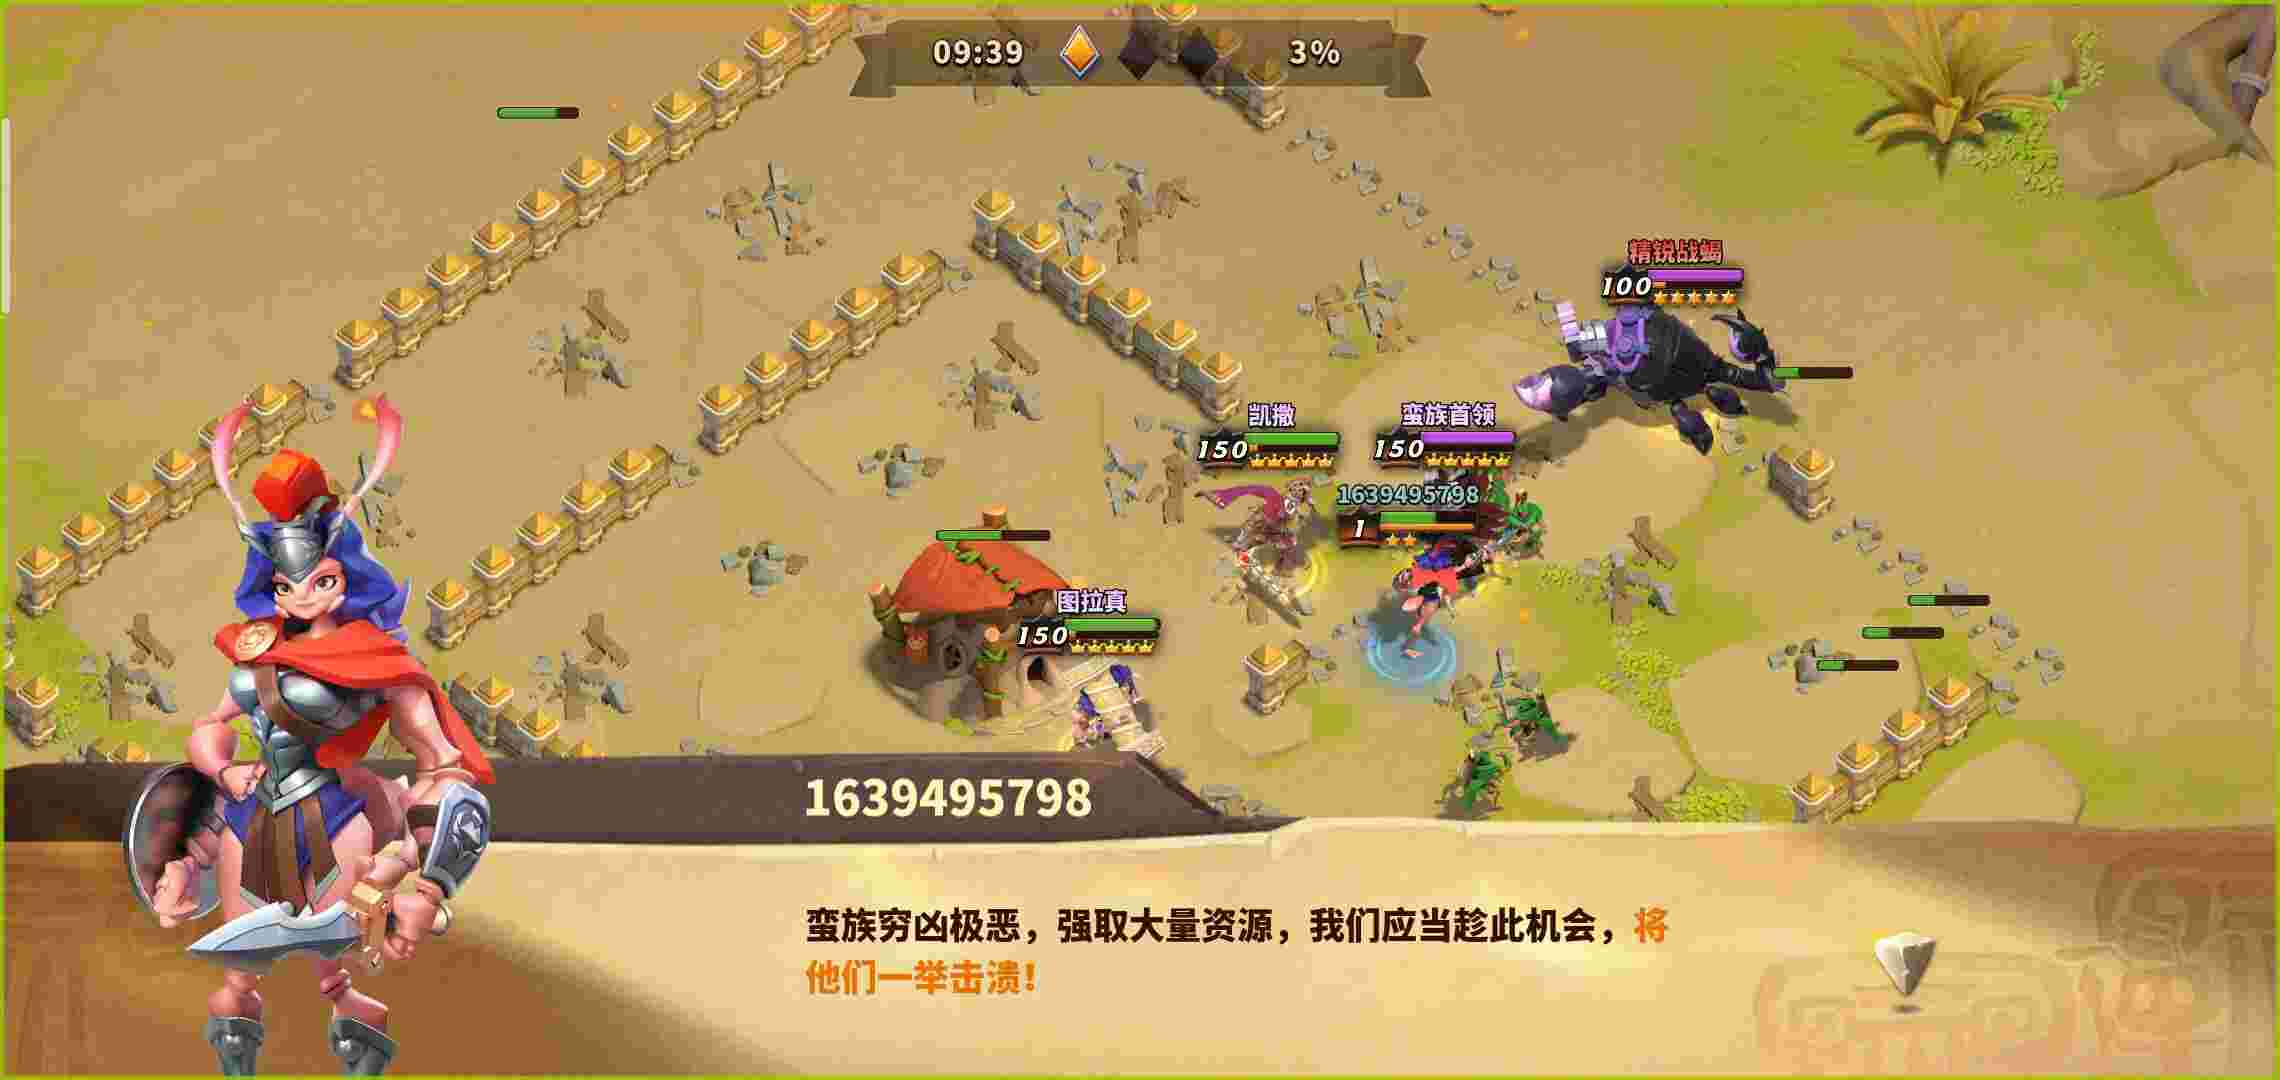 09:39 3%
精锐战蝎
100
凯撒
150
蛮族首领
150
1639495798
1
图拉真
150
1639495798
蛮族穷凶极恶，强取大量资源，我们应当趁此机会，将
他们一举击溃！